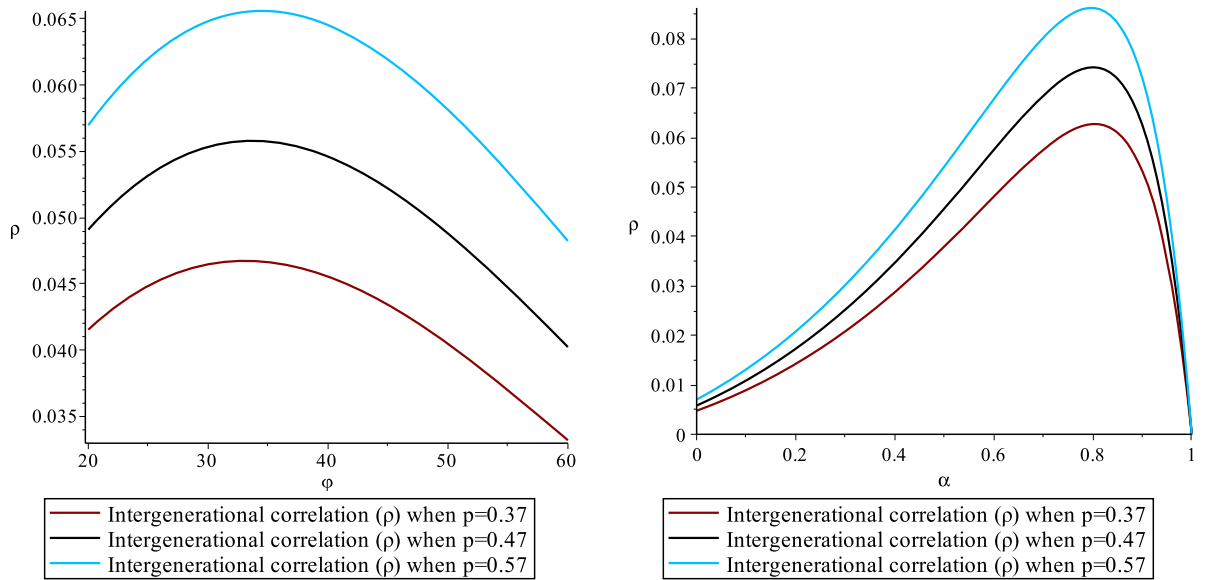 0.065
0.060
0.055
0.050
ρ
0.045
0.040
0.035
20 30 40 50 60
φ
Intergenerational correlation (ρ) when p=0.37
Intergenerational correlation (ρ) when p=0.47
Intergenerational correlation (ρ) when p=0.57
0.08
0.07
0.06
0.05
ρ
0.04
0.03
0.02
0.01
0
0 0.2 0.4 0.6 0.8 1
α
Intergenerational correlation (ρ) when p=0.37
Intergenerational correlation (ρ) when p=0.47
Intergenerational correlation (ρ) when p=0.57